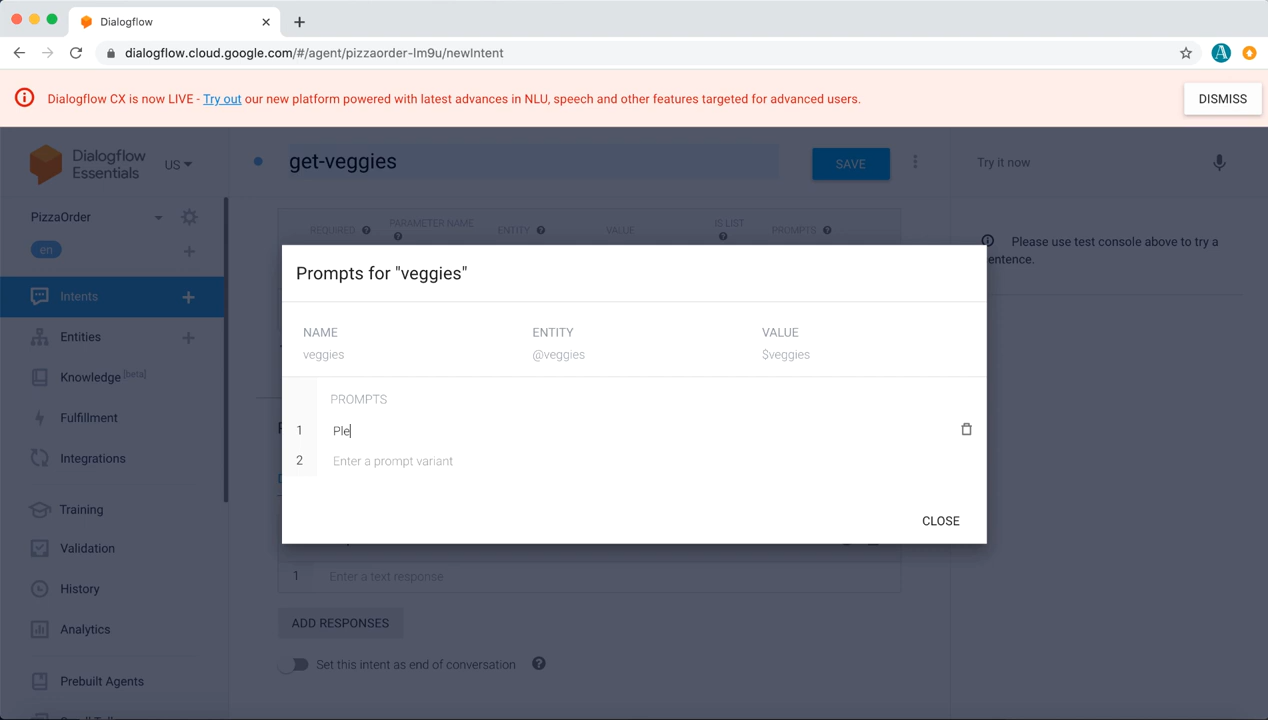 Dialogflow
dialogflow.cloud.google.com/#/agent/pizzaorder-lm9u/newIntent
A
Dialogflow CX is now LIVE - Try out our new platform powered with latest advances in NLU, speech and other features targeted for advanced users.
DISMISS
Dialogflow
Essentials
US
get-veggies
SAVE
Try it now
PizzaOrder
en
REQUIRED
PARAMETER NAME
ENTITY
VALUE
IS LIST
PROMPTS
Please use test console above to try a
entence.
Prompts for "veggies"
Intents
NAME
ENTITY
VALUE
veggies
@veggies
$veggies
Entities
Knowledge [beta]
PROMPTS
Fulfillment
1
Ple
2
Enter a prompt variant
Integrations
Training
CLOSE
Validation
1
Enter a text response
History
ADD RESPONSES
Analytics
Set this intent as end of conversation
Prebuilt Agents